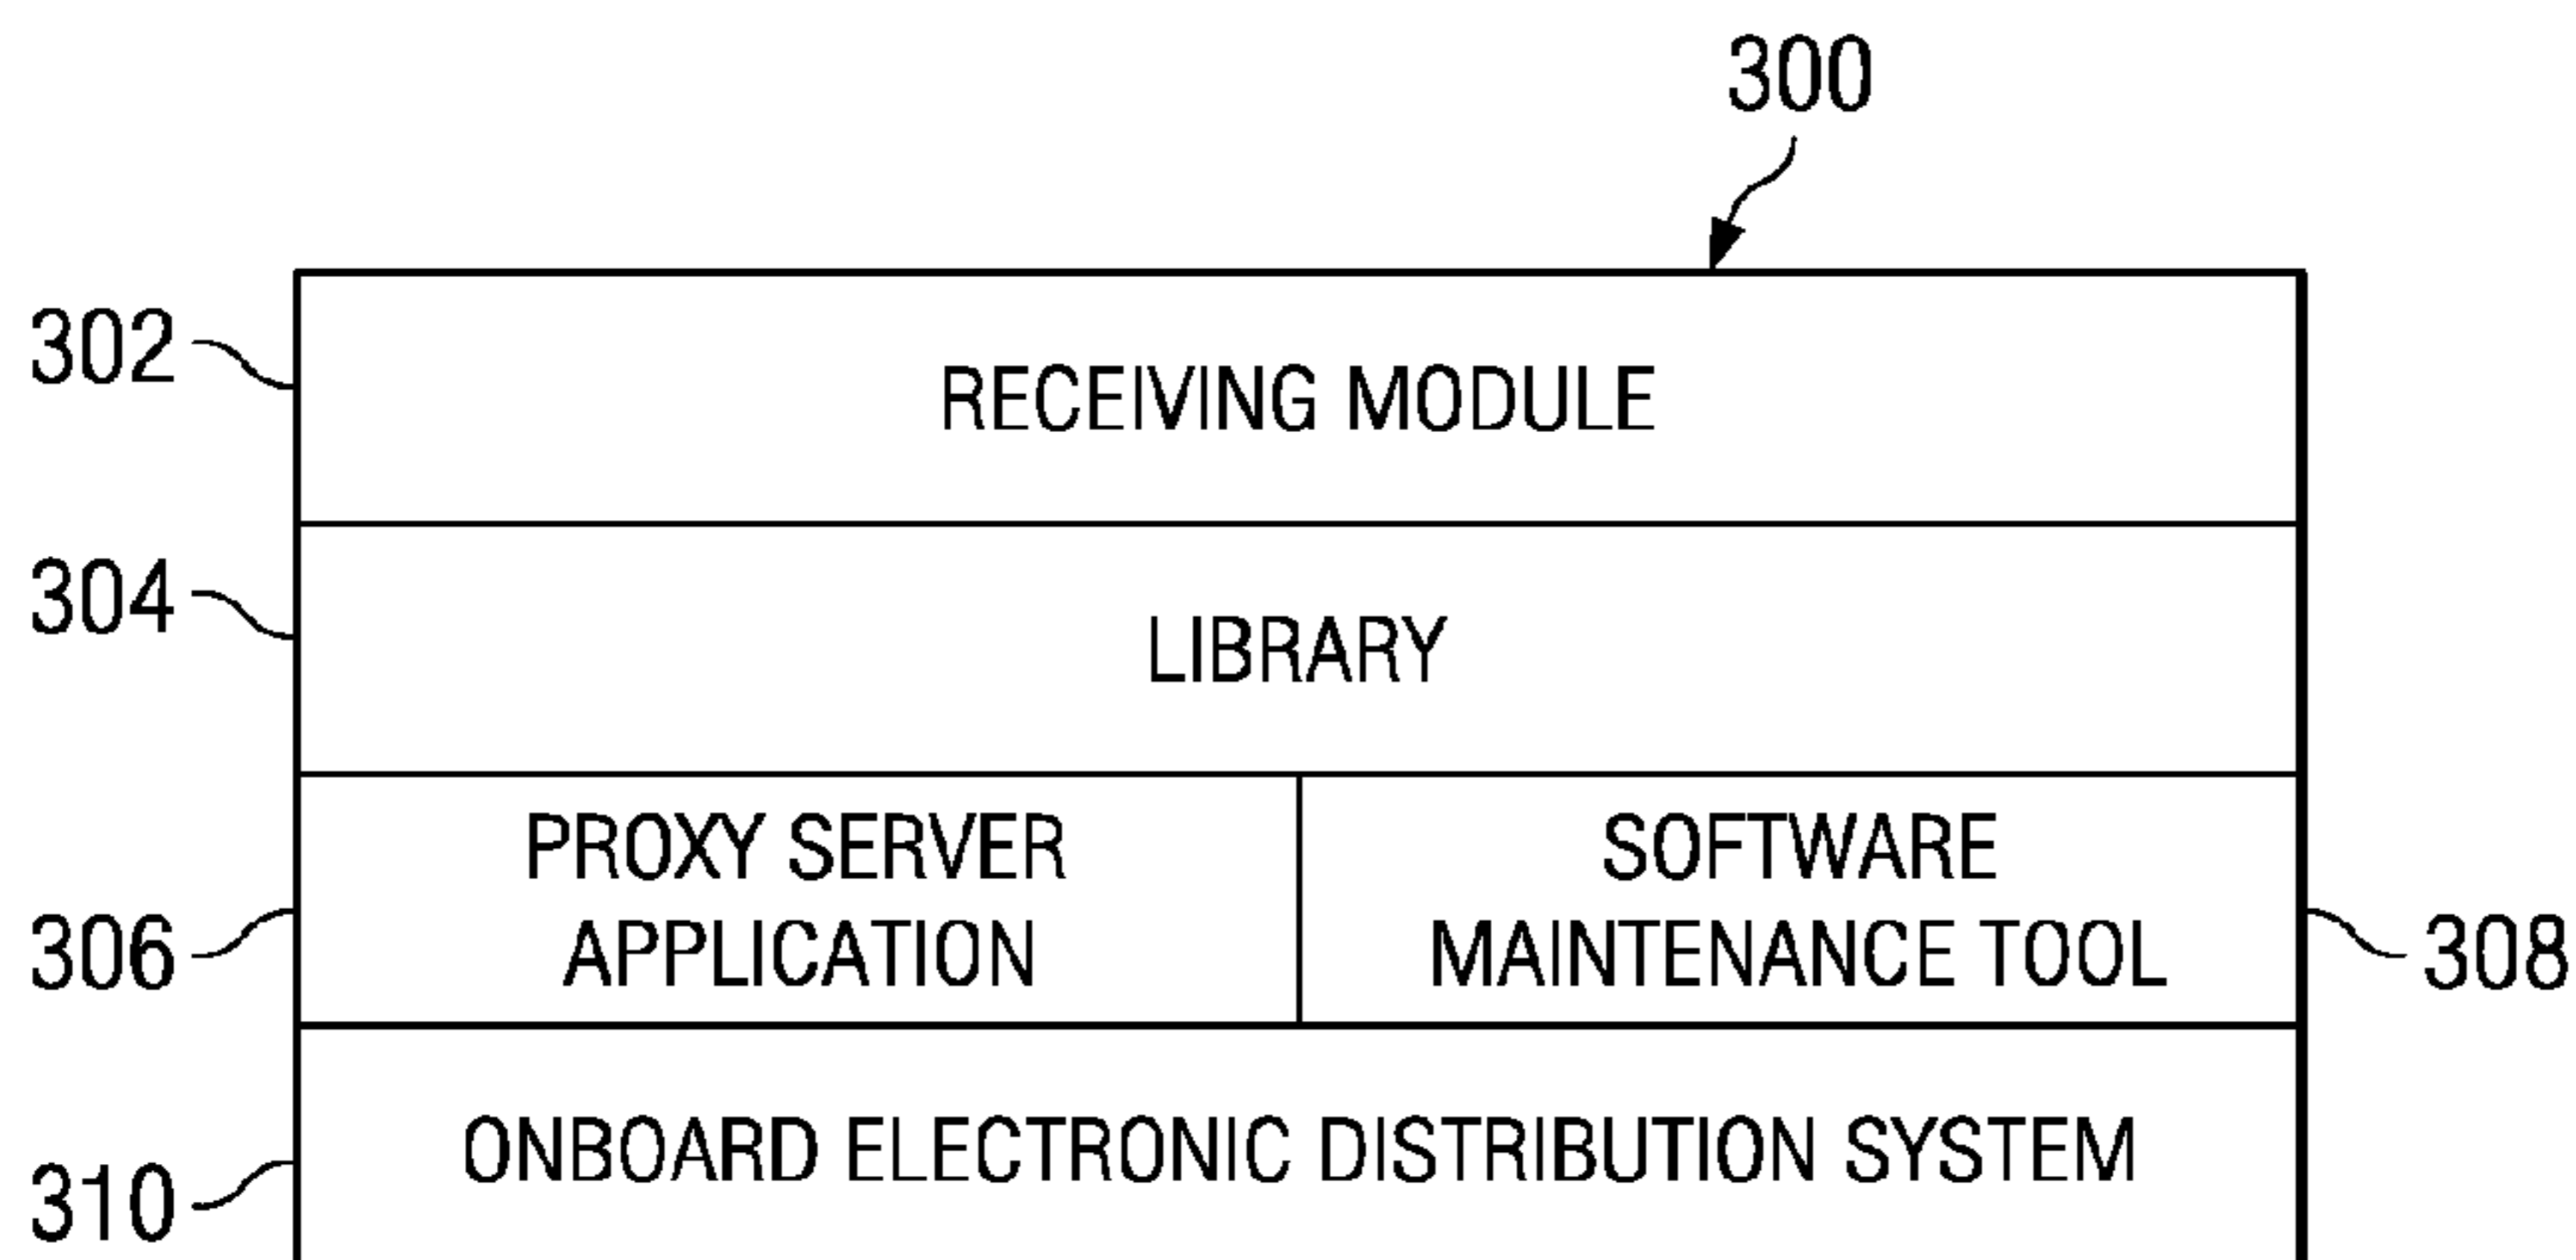 300
302
RECEIVING MODULE
304
LIBRARY
306
PROXY SERVER
APPLICATION
SOFTWARE
MAINTENANCE TOOL
308
310
ONBOARD ELECTRONIC DISTRIBUTION SYSTEM